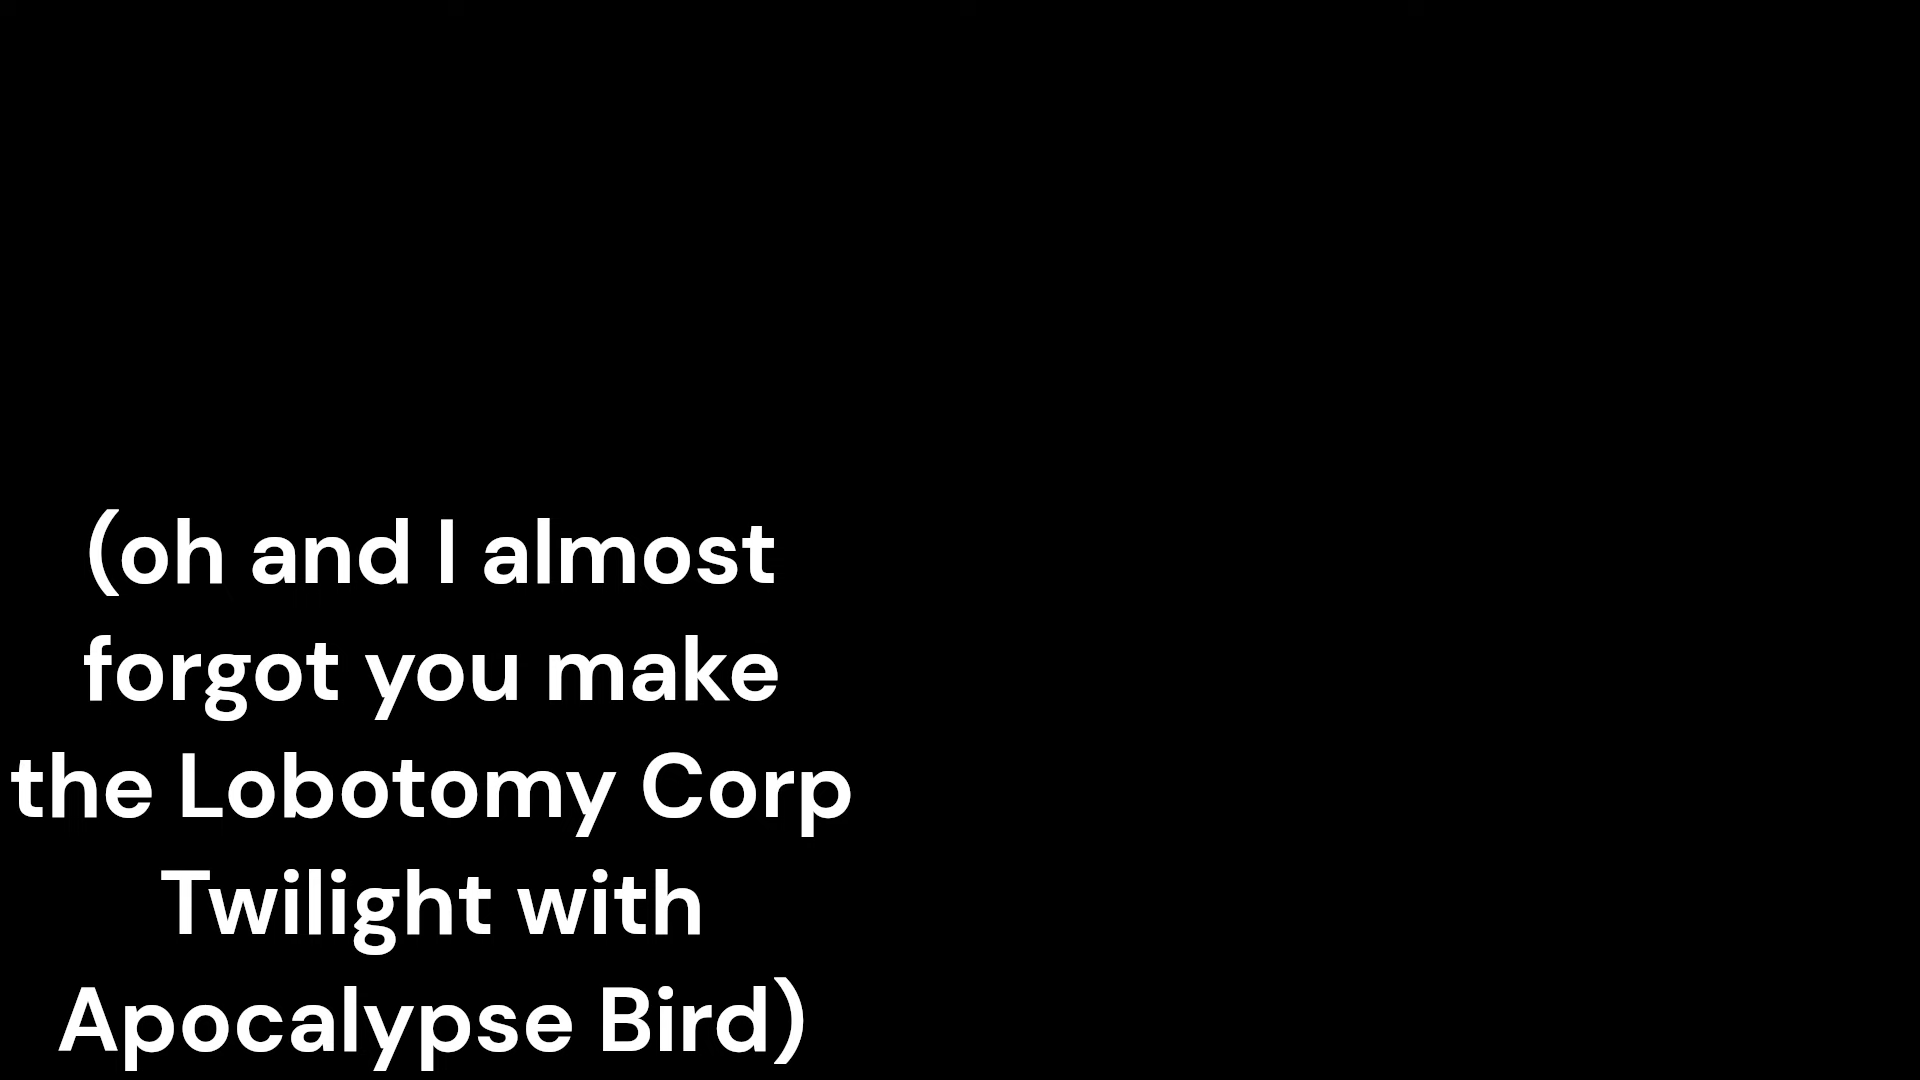 (oh and I almost
forgot you make
the Lobotomy Corp
Twilight with
Apocalypse Bird)